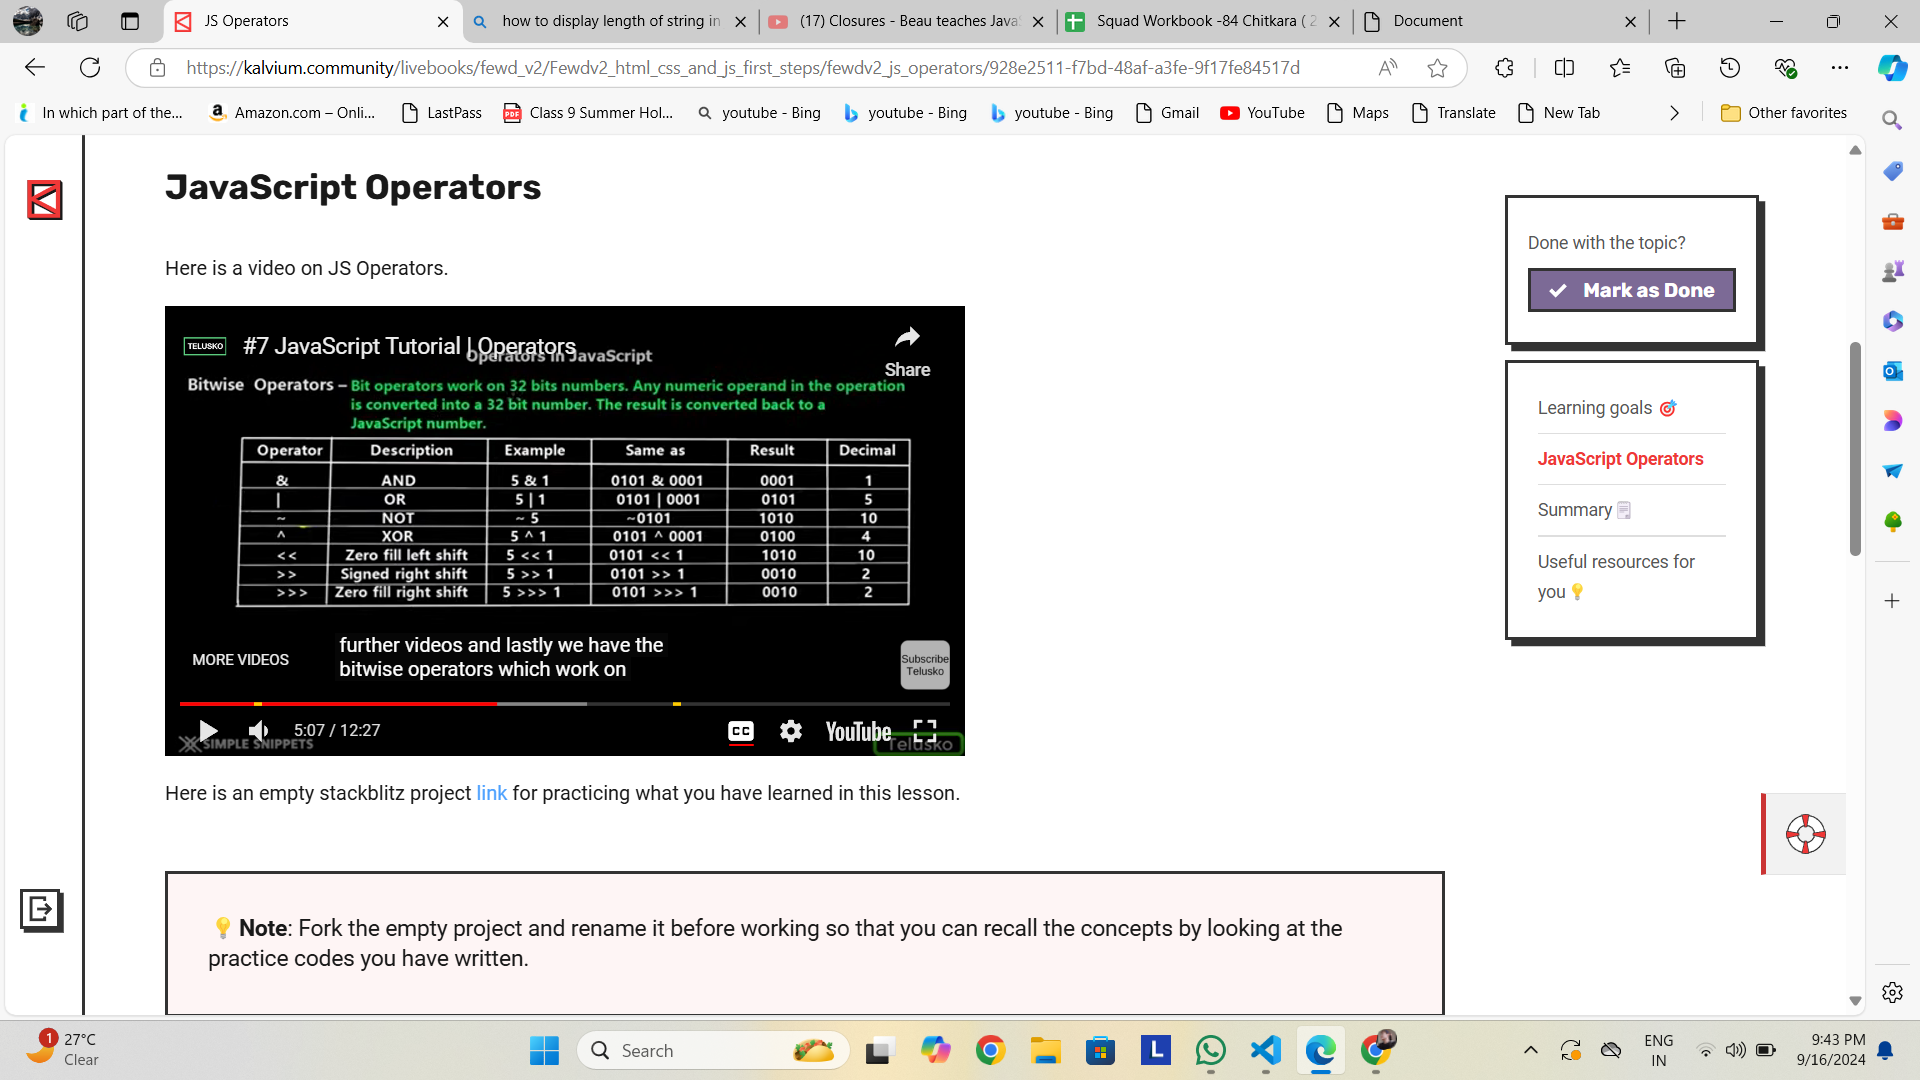 JS Operators
how to display length of string in
(17) Closures - Beau teaches Java
Squad Workbook -84 Chitkara ( 2
Document
https://kalvium.community/livebooks/fewd_v2/Fewdv2_html_css_and_js_first_steps/fewdv2_js_operators/928e2511-f7bd-48af-a3fe-9f17fe84517d
In which part of the...
Amazon.com – Onli...
LastPass
Class 9 Summer Hol...
youtube - Bing
youtube - Bing
youtube - Bing
Gmail
YouTube
Maps
Translate
New Tab
Other favorites
JavaScript Operators
Here is a video on JS Operators.
TELUSKO
#7 JavaScript Tutorial | Operators
Operators in JavaScript
Share
Bitwise Operators – Bit operators work on 32 bits numbers. Any numeric operand in the operation
is converted into a 32 bit number. The result is converted back to a
JavaScript number.
Operator Description Example Same as Result Decimal
& AND 5 & 1 0101 & 0001 0001 1
| OR 5 | 1 0101 | 0001 0101 5
~ NOT ~ 5 ~0101 1010 10
^ XOR 5 ^ 1 0101 ^ 0001 0100 4
<< Zero fill left shift 5 << 1 0101 << 1 1010 10
>> Signed right shift 5 >> 1 0101 >> 1 0010 2
>>> Zero fill right shift 5 >>> 1 0101 >>> 1 0010 2
further videos and lastly we have the
bitwise operators which work on
MORE VIDEOS
Subscribe
Telusko
5:07 / 12:27
CC
YouTube
SIMPLE SNIPPETS
Telusko
Here is an empty stackblitz project link for practicing what you have learned in this lesson.
💡 Note: Fork the empty project and rename it before working so that you can recall the concepts by looking at the
practice codes you have written.
Done with the topic?
Mark as Done
Learning goals 🎯
JavaScript Operators
Summary
Useful resources for
you 💡
1
27°C
Clear
Search
L
ENG
IN
9:43 PM
9/16/2024